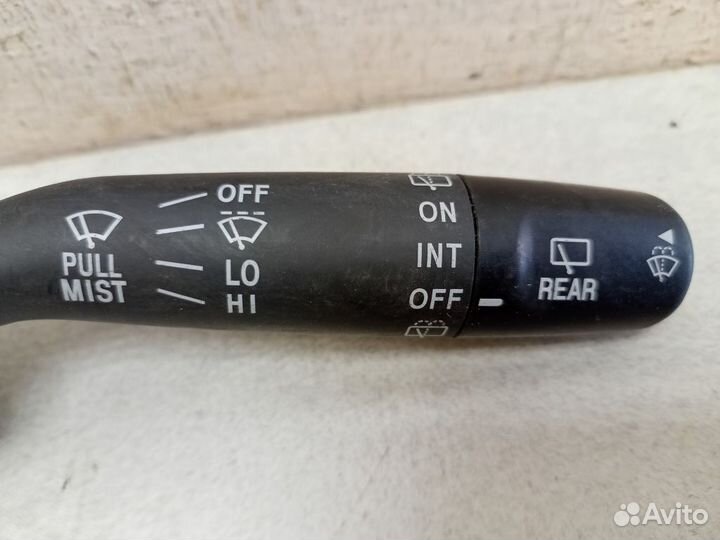 PULL
MIST
OFF
LO
HI
ON
INT
OFF
REAR
Avito